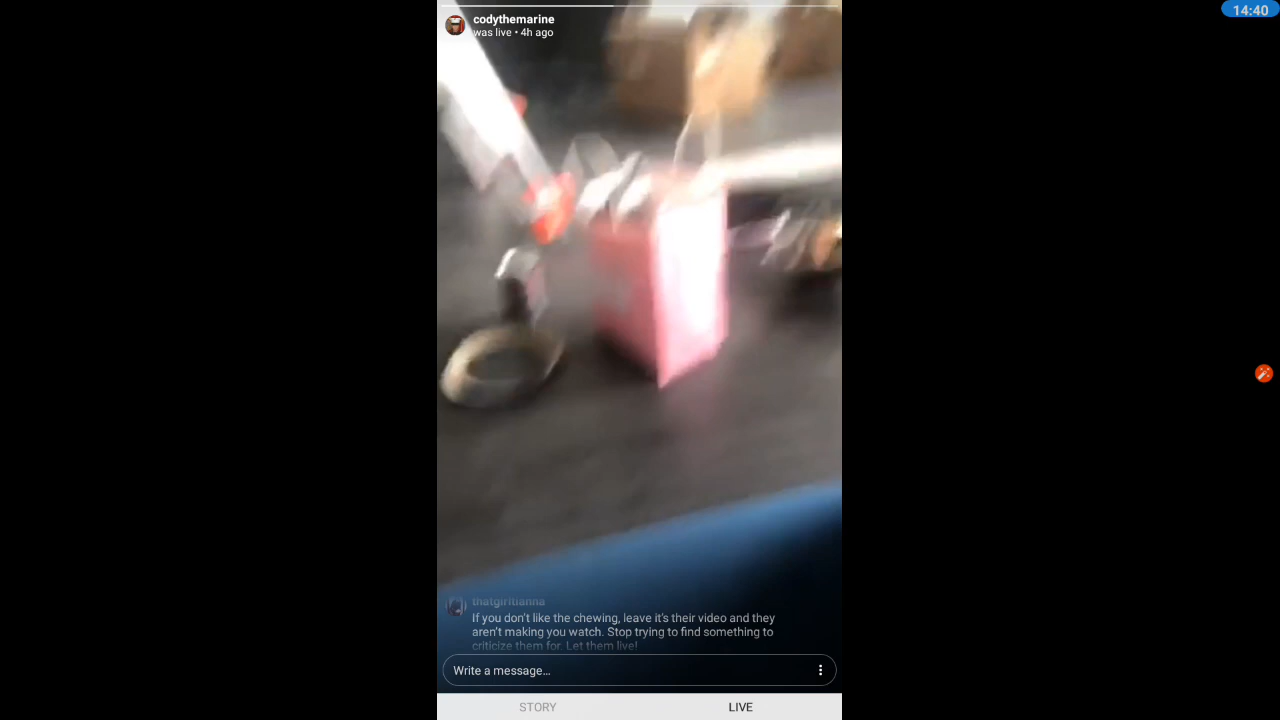 14:40
codythemarine
was live • 4h ago
thatgirltianna
If you don't like the chewing, leave it's their video and they
aren't making you watch. Stop trying to find something to
criticize them for. Let them live!
Write a message...
STORY
LIVE